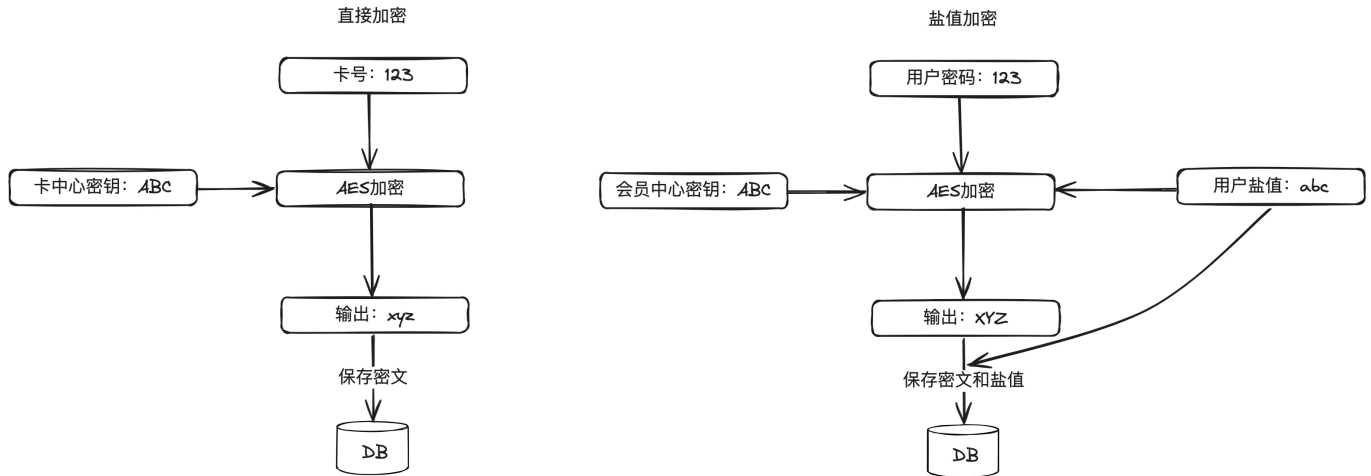 直接加密
卡号：123
卡中心密钥：ABC
AES加密
输出：xyz
保存密文
DB
盐值加密
用户密码：123
会员中心密钥：ABC
AES加密
用户盐值：abc
输出：XYZ
保存密文和盐值
DB